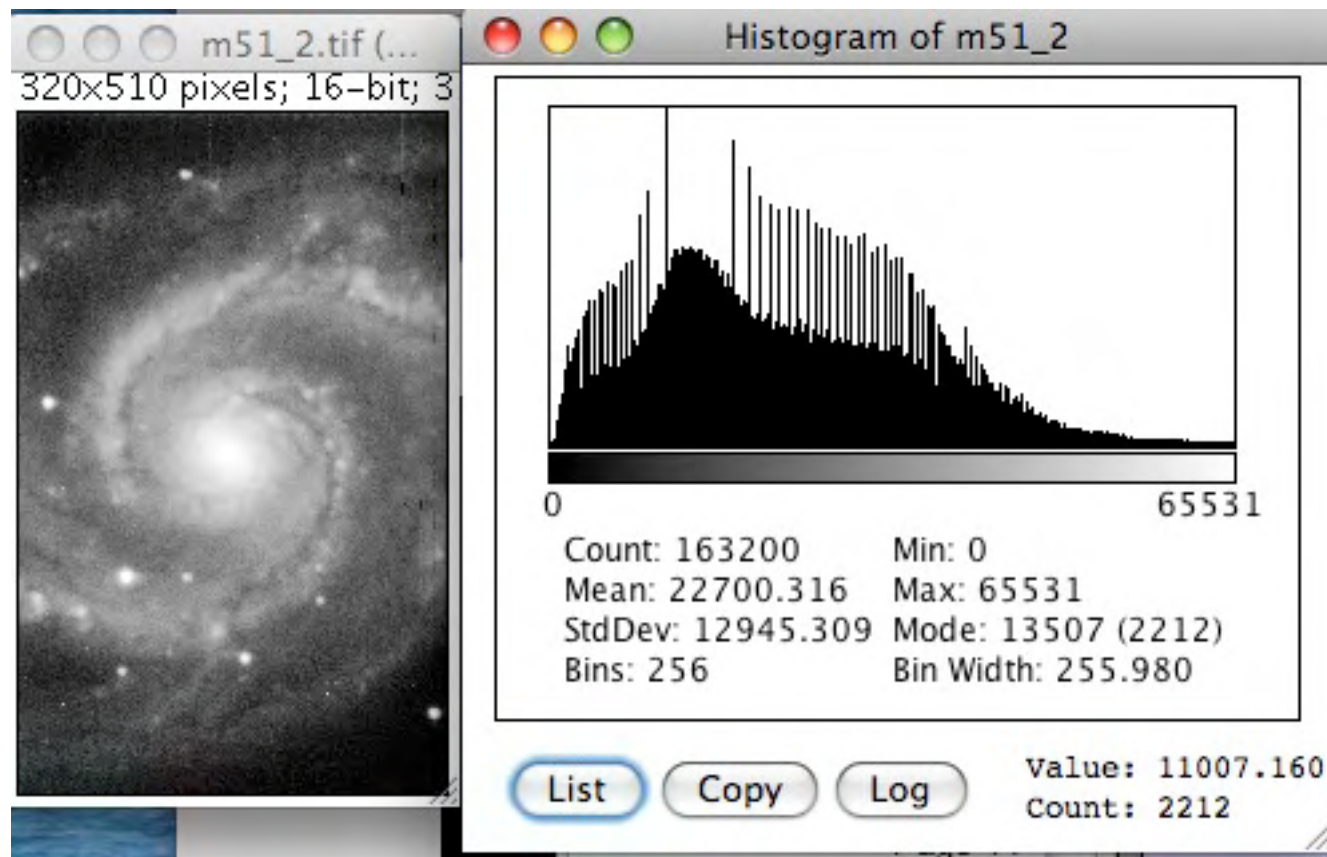 m51_2.tif (...
320x510 pixels; 16-bit; 3
Histogram of m51_2
0 65531
Count: 163200 Min: 0
Mean: 22700.316 Max: 65531
StdDev: 12945.309 Mode: 13507 (2212)
Bins: 256 Bin Width: 255.980
List Copy Log
Value: 11007.160
Count: 2212